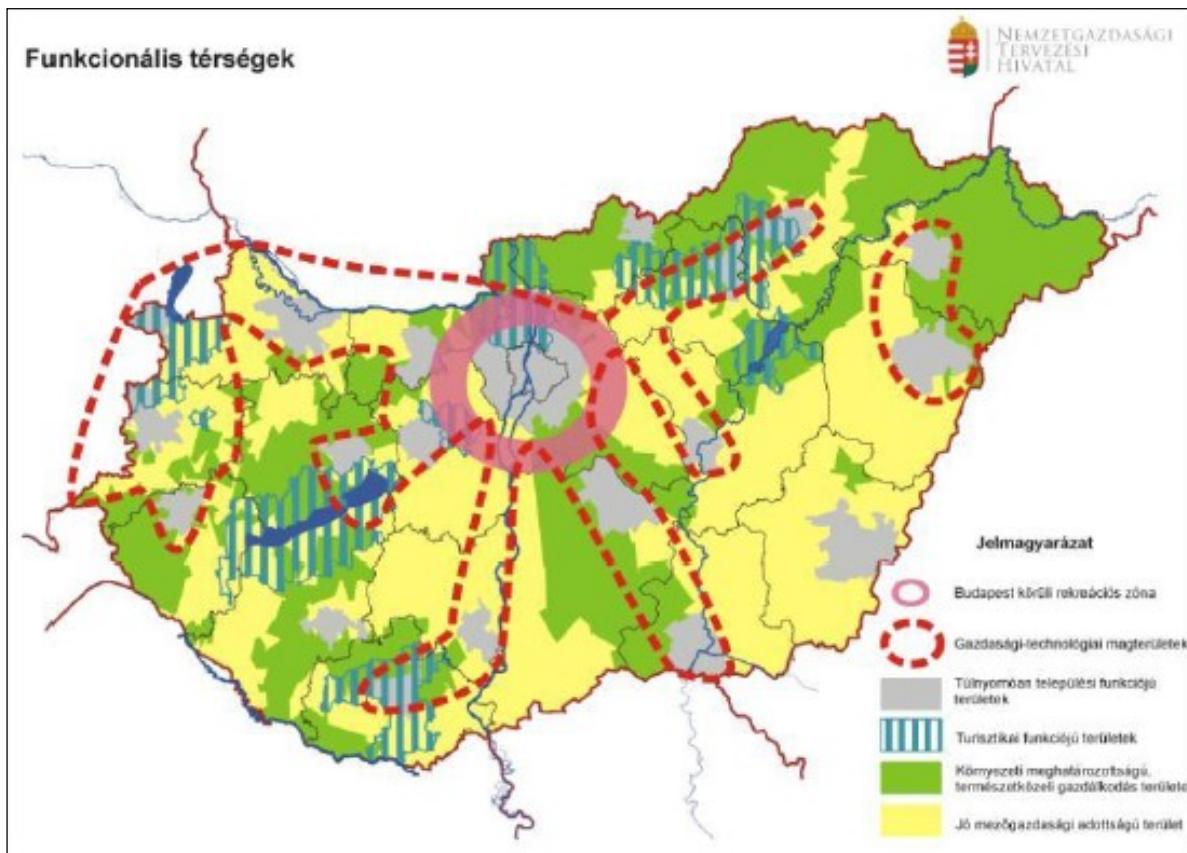 Funkcionális térségek
NEMZETGAZDASÁGI
TERVEZÉSI
HIVATAL
Jelmagyarázat
Budapest körüli rekreációs zóna
Gazdasági-technológiai magterületek
Túlnyomóan települési funkciójú
területek
Turisztikai funkciójú területek
Környezeti meghatározottságú,
természetközeli gazdálkodás területe
Jó mezőgazdasági adottságú terület